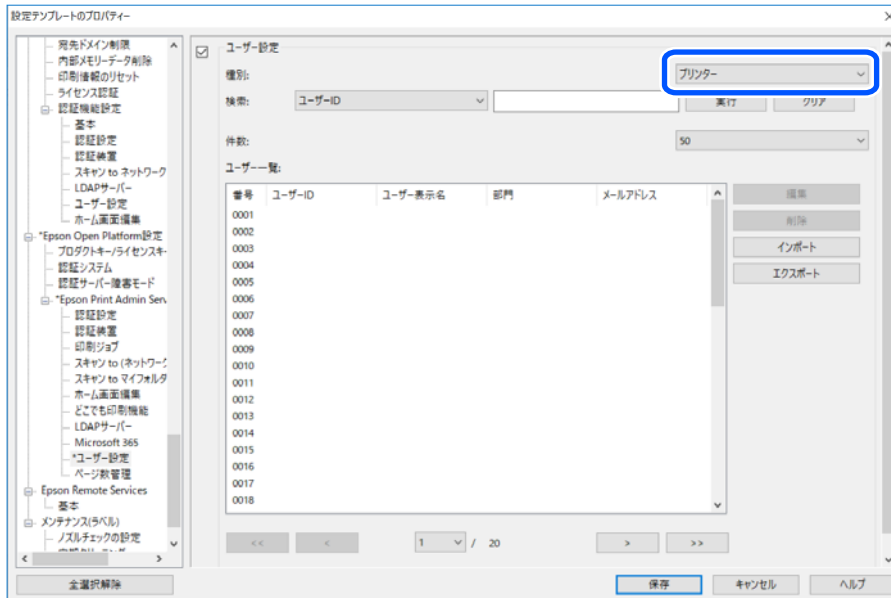 設定テンプレートのプロパティー
宛先ドメイン制限
内部メモリーデータ削除
印刷情報のリセット
ライセンス認証
認証機能設定
基本
認証設定
認証装置
スキャン to ネットワーク
LDAPサーバー
ユーザー設定
ホーム画面編集
*Epson Open Platform設定
プロダクトキー/ライセンスキー
認証システム
認証サーバー障害モード
*Epson Print Admin Serv
認証設定
認証装置
印刷ジョブ
スキャン to (ネットワーク
スキャン to マイフォルダ
ホーム画面編集
どこでも印刷機能
LDAPサーバー
Microsoft 365
*ユーザー設定
ページ数管理
Epson Remote Services
基本
メンテナンス(ラベル)
ノズルチェックの設定
全選択解除
ユーザー設定
種別: プリンター
検索: ユーザーID 実行 クリア
件数: 50
ユーザー一覧:
番号 ユーザーID ユーザー表示名 部門 メールアドレス
0001
0002
0003
0004
0005
0006
0007
0008
0009
0010
0011
0012
0013
0014
0015
0016
0017
0018
編集
削除
インポート
エクスポート
<< < 1 / 20 > >>
保存 キャンセル ヘルプ